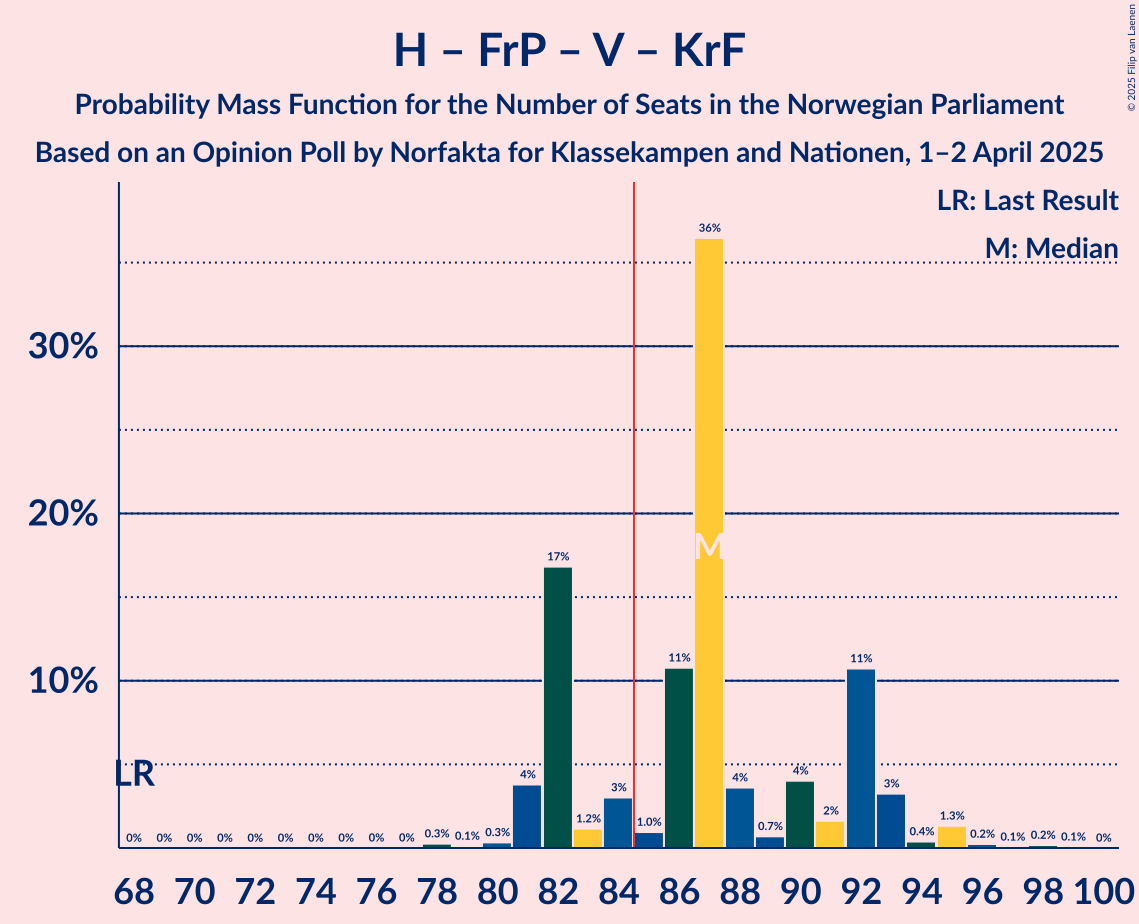 H – FrP – V – KrF
Probability Mass Function for the Number of Seats in the Norwegian Parliament
Based on an Opinion Poll by Norfakta for Klassekampen and Nationen, 1–2 April 2025
© 2025 Filip van Laenen
LR: Last Result
M: Median
36%
30%
20%
17%
M
11% 11%
10%
LR
4% 3% 4% 4% 3%
1.2% 1.0% 0.7% 2% 1.3%
0% 0% 0% 0% 0% 0% 0% 0% 0% 0% 0.3% 0.1% 0.3% 0.4% 0.2% 0.1% 0.2% 0.1% 0%
68 70 72 74 76 78 80 82 84 86 88 90 92 94 96 98 100